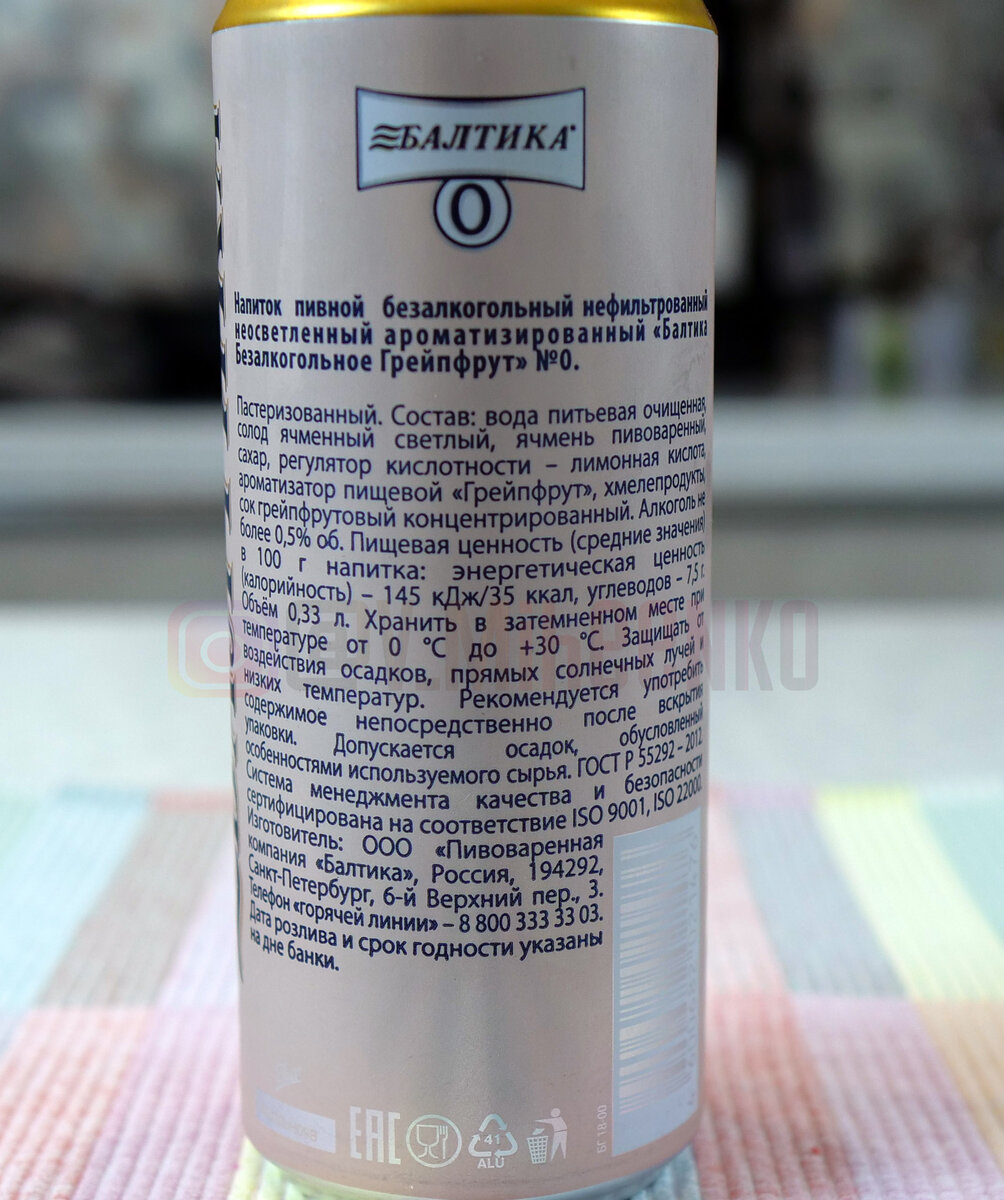 БАЛТИКА
0
Напиток пивной безалкогольный нефильтрованный
неосветленный ароматизированный «Балтика
Безалкогольное Грейпфрут» №0.
Пастеризованный. Состав: вода питьевая очищенная,
солод ячменный светлый, ячмень пивоваренный,
сахар, регулятор кислотности – лимонная кислота,
ароматизатор пищевой «Грейпфрут», хмелепродукты,
сок грейпфрутовый концентрированный. Алкоголь не
более 0,5% об. Пищевая ценность (средние значения)
в 100 г напитка: энергетическая ценность
(калорийность) – 145 кДж/35 ккал, углеводов – 7,5 г.
Объём 0,33 л. Хранить в затемненном месте при
температуре от 0 °C до +30 °C. Защищать от
воздействия осадков, прямых солнечных лучей и
низких температур. Рекомендуется употребить
содержимое непосредственно после вскрытия
упаковки. Допускается осадок, обусловленный
особенностями используемого сырья. ГОСТ Р 55292 – 2012.
Система менеджмента качества и безопасности
сертифицирована на соответствие ISO 9001, ISO 22000.
Изготовитель: ООО «Пивоваренная
компания «Балтика», Россия, 194292,
Санкт-Петербург, 6-й Верхний пер., 3.
Телефон «горячей линии» – 8 800 333 33 03.
Дата розлива и срок годности указаны
на дне банки.
EAC
41
ALU
БГ 18-00